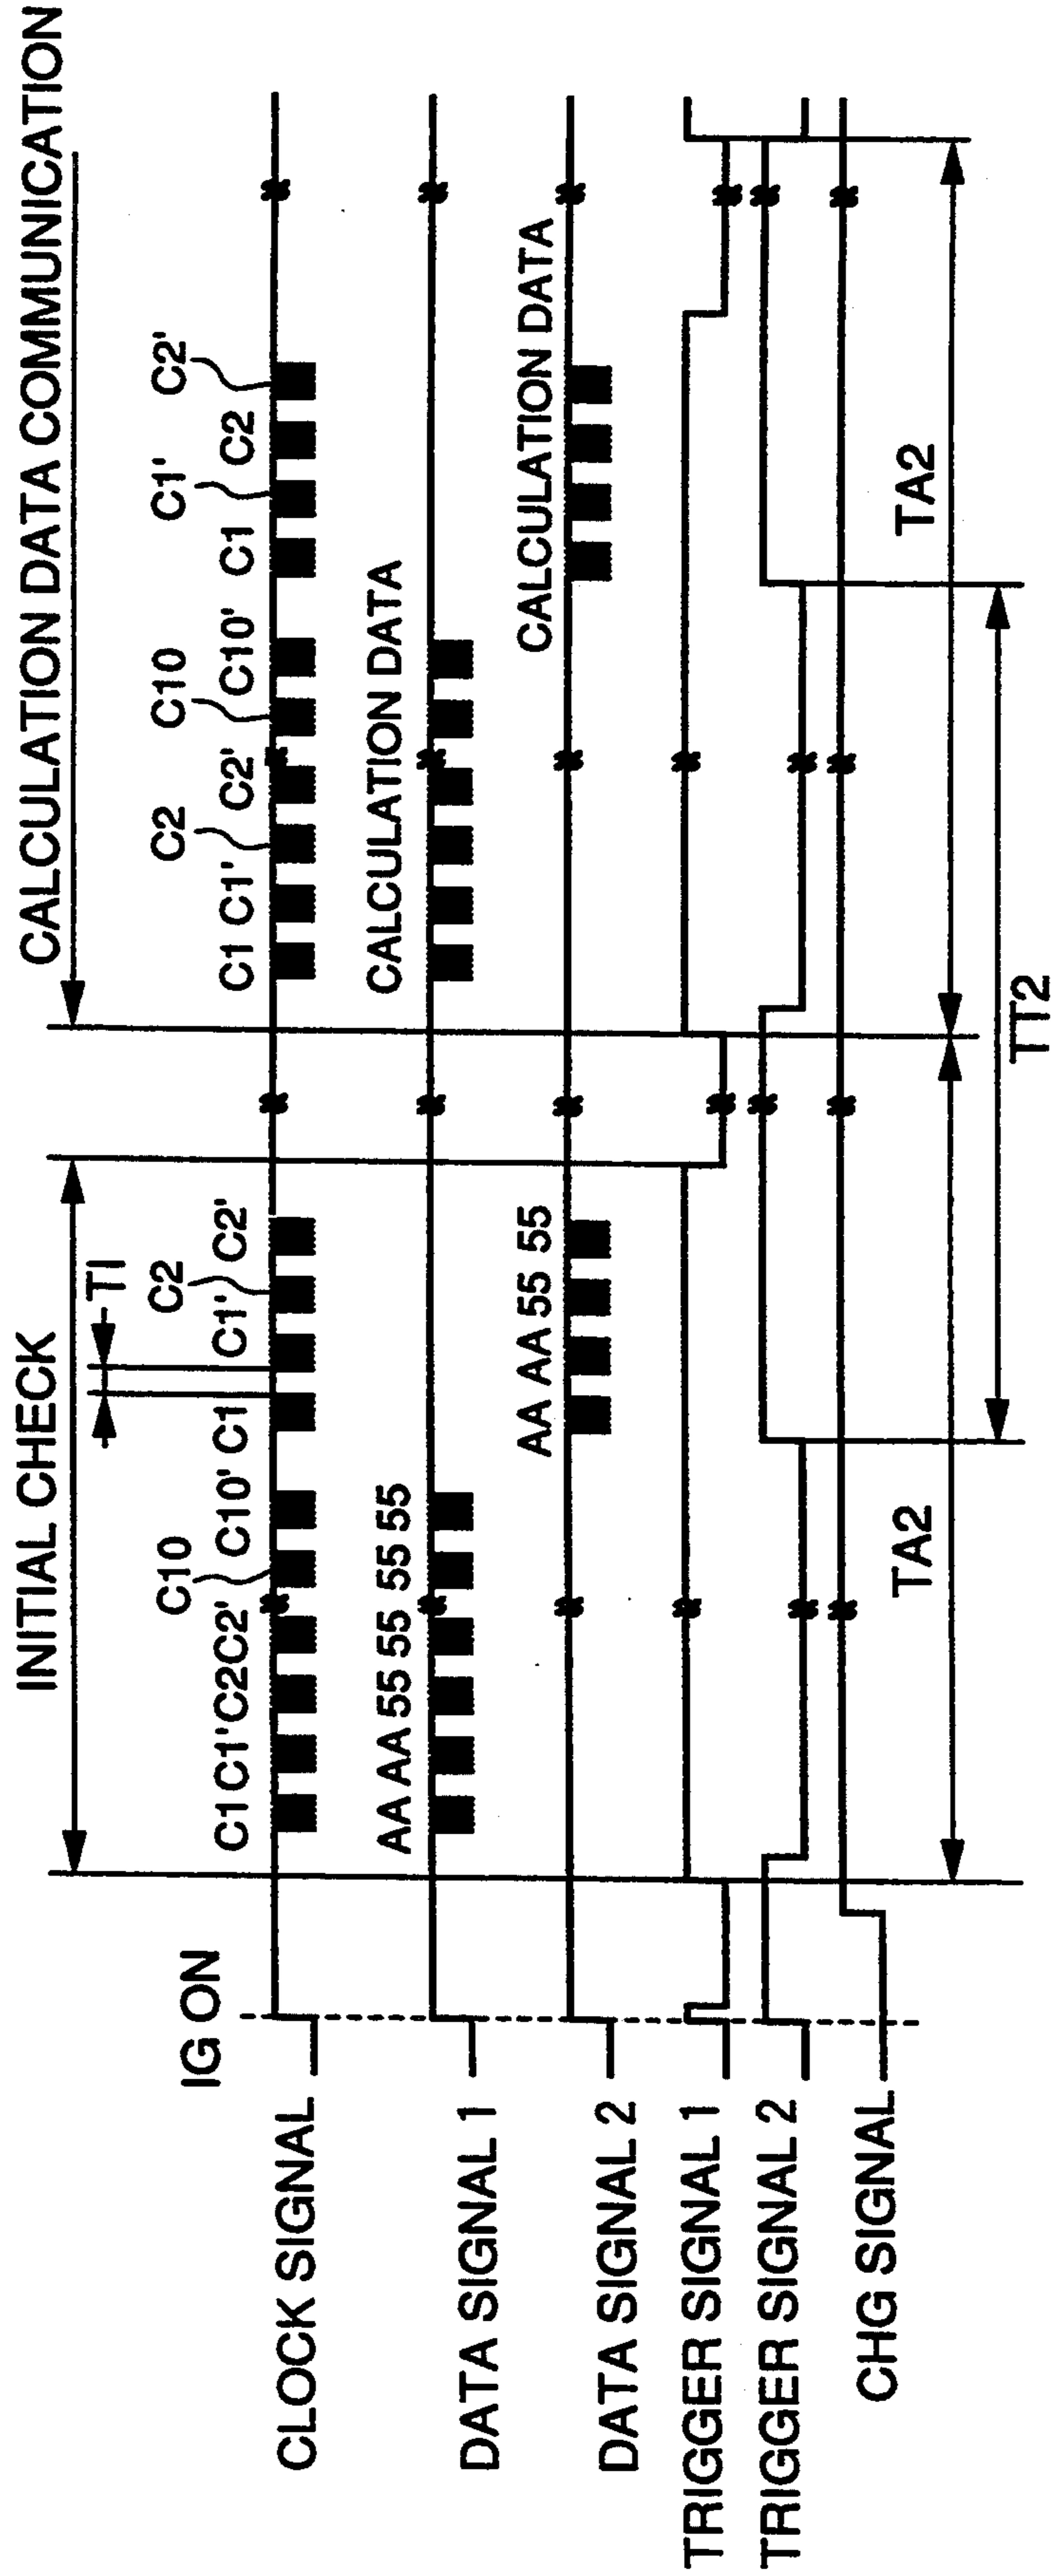 INITIAL CHECK
CALCULATION DATA COMMUNICATION
TI
IG ON
C10
C2
C2
C10
C1'
C2'
CLOCK SIGNAL
C1 C1' C2 C2' C10' C1 C1' C2' C1 C1' C2' C10' C1 C2
DATA SIGNAL 1
AA AA 55 55 55 55
CALCULATION DATA
DATA SIGNAL 2
AA AA 55 55
CALCULATION DATA
TRIGGER SIGNAL 1
TRIGGER SIGNAL 2
CHG SIGNAL
TA2
TA2
TT2